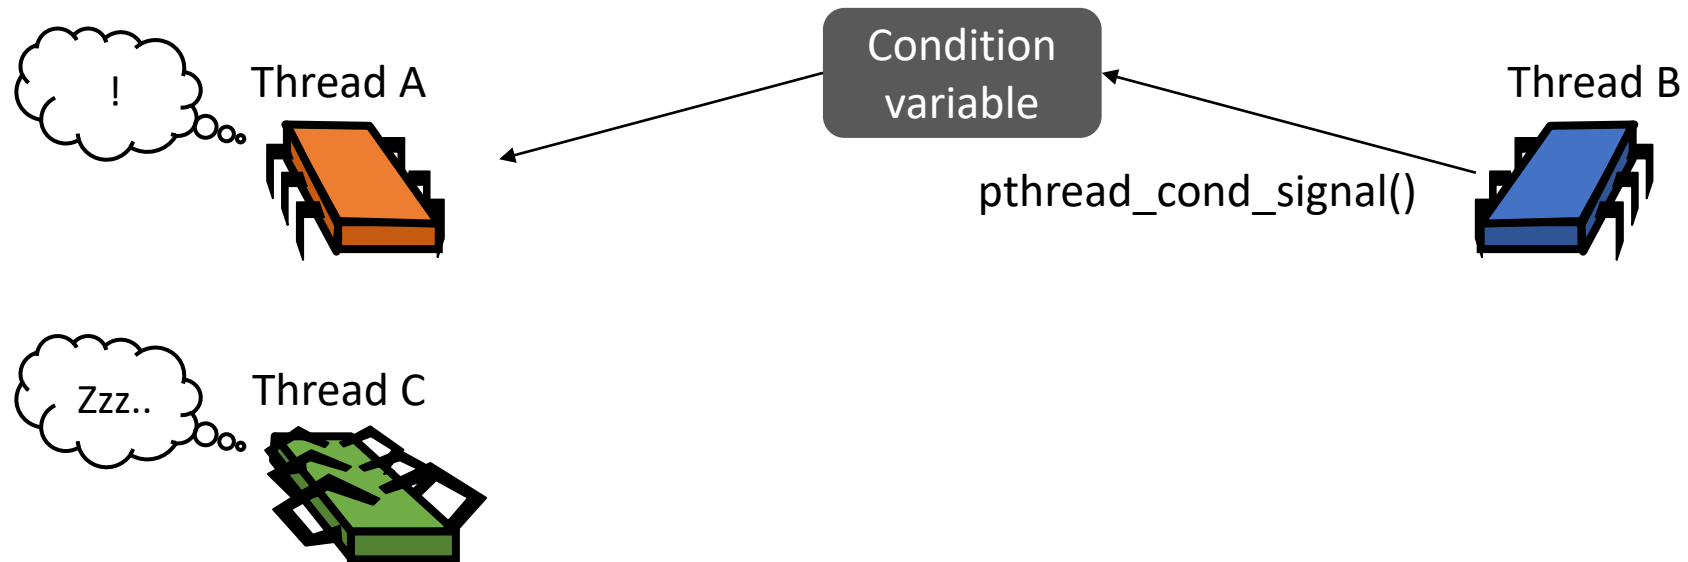 !
Thread A
Condition
variable
Thread B
pthread_cond_signal()
Zzz..
Thread C